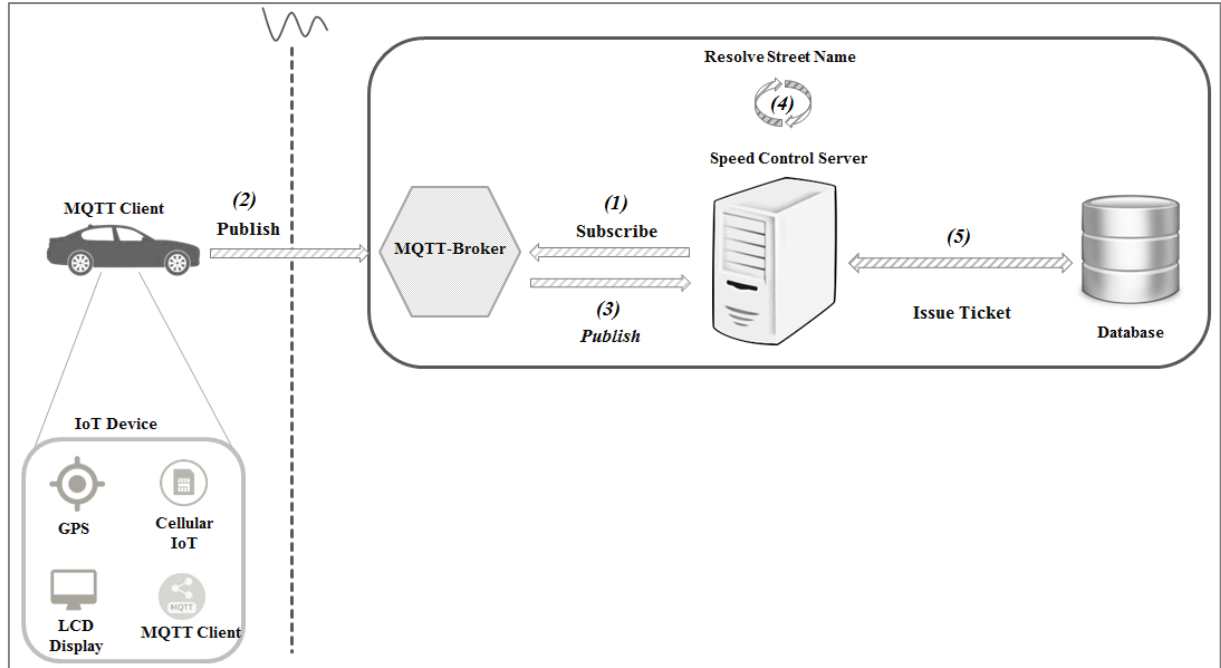 Resolve Street Name
(4)
Speed Control Server
MQTT Client
(2)
Publish
MQTT-Broker
(1)
Subscribe
(3)
Publish
(5)
Issue Ticket
Database
IoT Device
GPS
Cellular
IoT
LCD
Display
MQTT
MQTT Client